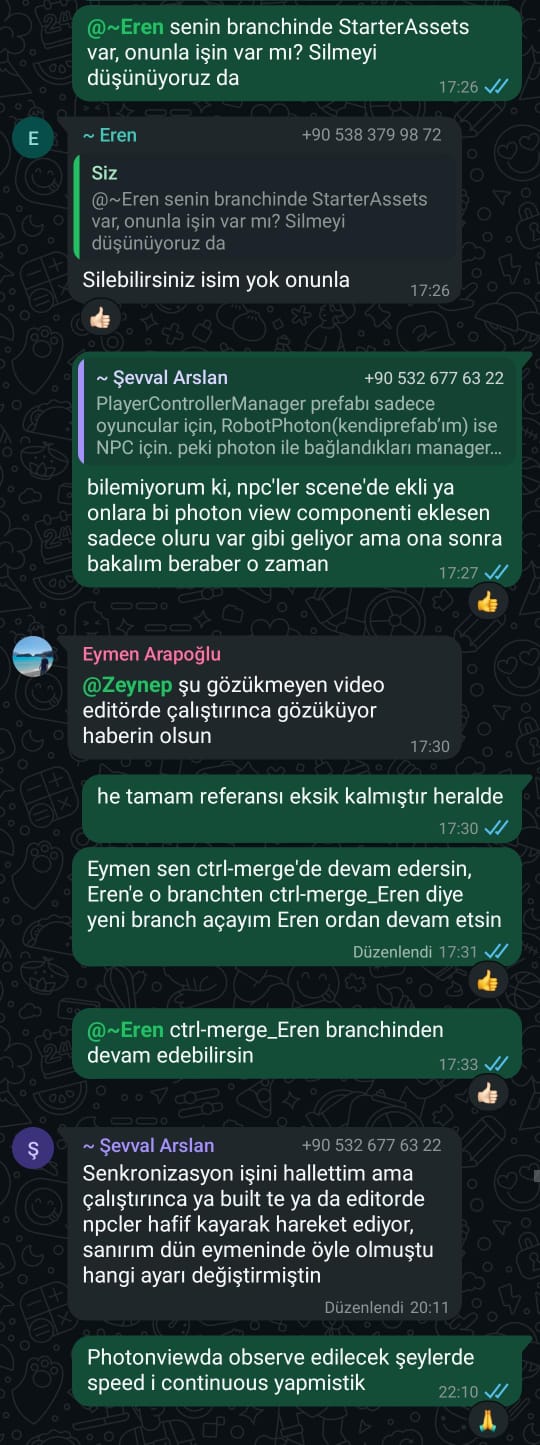 @~Eren senin branchinde StarterAssets
var, onunla işin var mı? Silmeyi
düşünüyoruz da
17:26
E
~ Eren
+90 538 379 98 72
Siz
@~Eren senin branchinde StarterAssets
var, onunla işin var mı? Silmeyi
düşünüyoruz da
Silebilirsiniz isim yok onunla
17:26
~ Şevval Arslan
+90 532 677 63 22
PlayerControllerManager prefabı sadece
oyuncular için, RobotPhoton(kendiprefab’ım) ise
NPC için. peki photon ile bağlandıkları manager...
bilemiyorum ki, npc'ler scene'de ekli ya
onlara bi photon view componenti eklesen
sadece oluru var gibi geliyor ama ona sonra
bakalım beraber o zaman
17:27
Eymen Arapoğlu
@Zeynep şu gözükmeyen video
editörde çalıştırınca gözüküyor
haberin olsun
17:30
he tamam referansı eksik kalmıştır heralde
17:30
Eymen sen ctrl-merge'de devam edersin,
Eren'e o branchten ctrl-merge_Eren diye
yeni branch açayım Eren ordan devam etsin
Düzenlendi 17:31
@~Eren ctrl-merge_Eren branchinden
devam edebilirsin
17:33
Ş
~ Şevval Arslan
+90 532 677 63 22
Senkronizasyon işini hallettim ama
çalıştırınca ya built te ya da editorde
npcler hafif kayarak hareket ediyor,
sanırım dün eymeninde öyle olmuştu
hangi ayarı değiştirmiştin
Düzenlendi 20:11
Photonviewda observe edilecek şeylerde
speed i continuous yapmistik
22:10